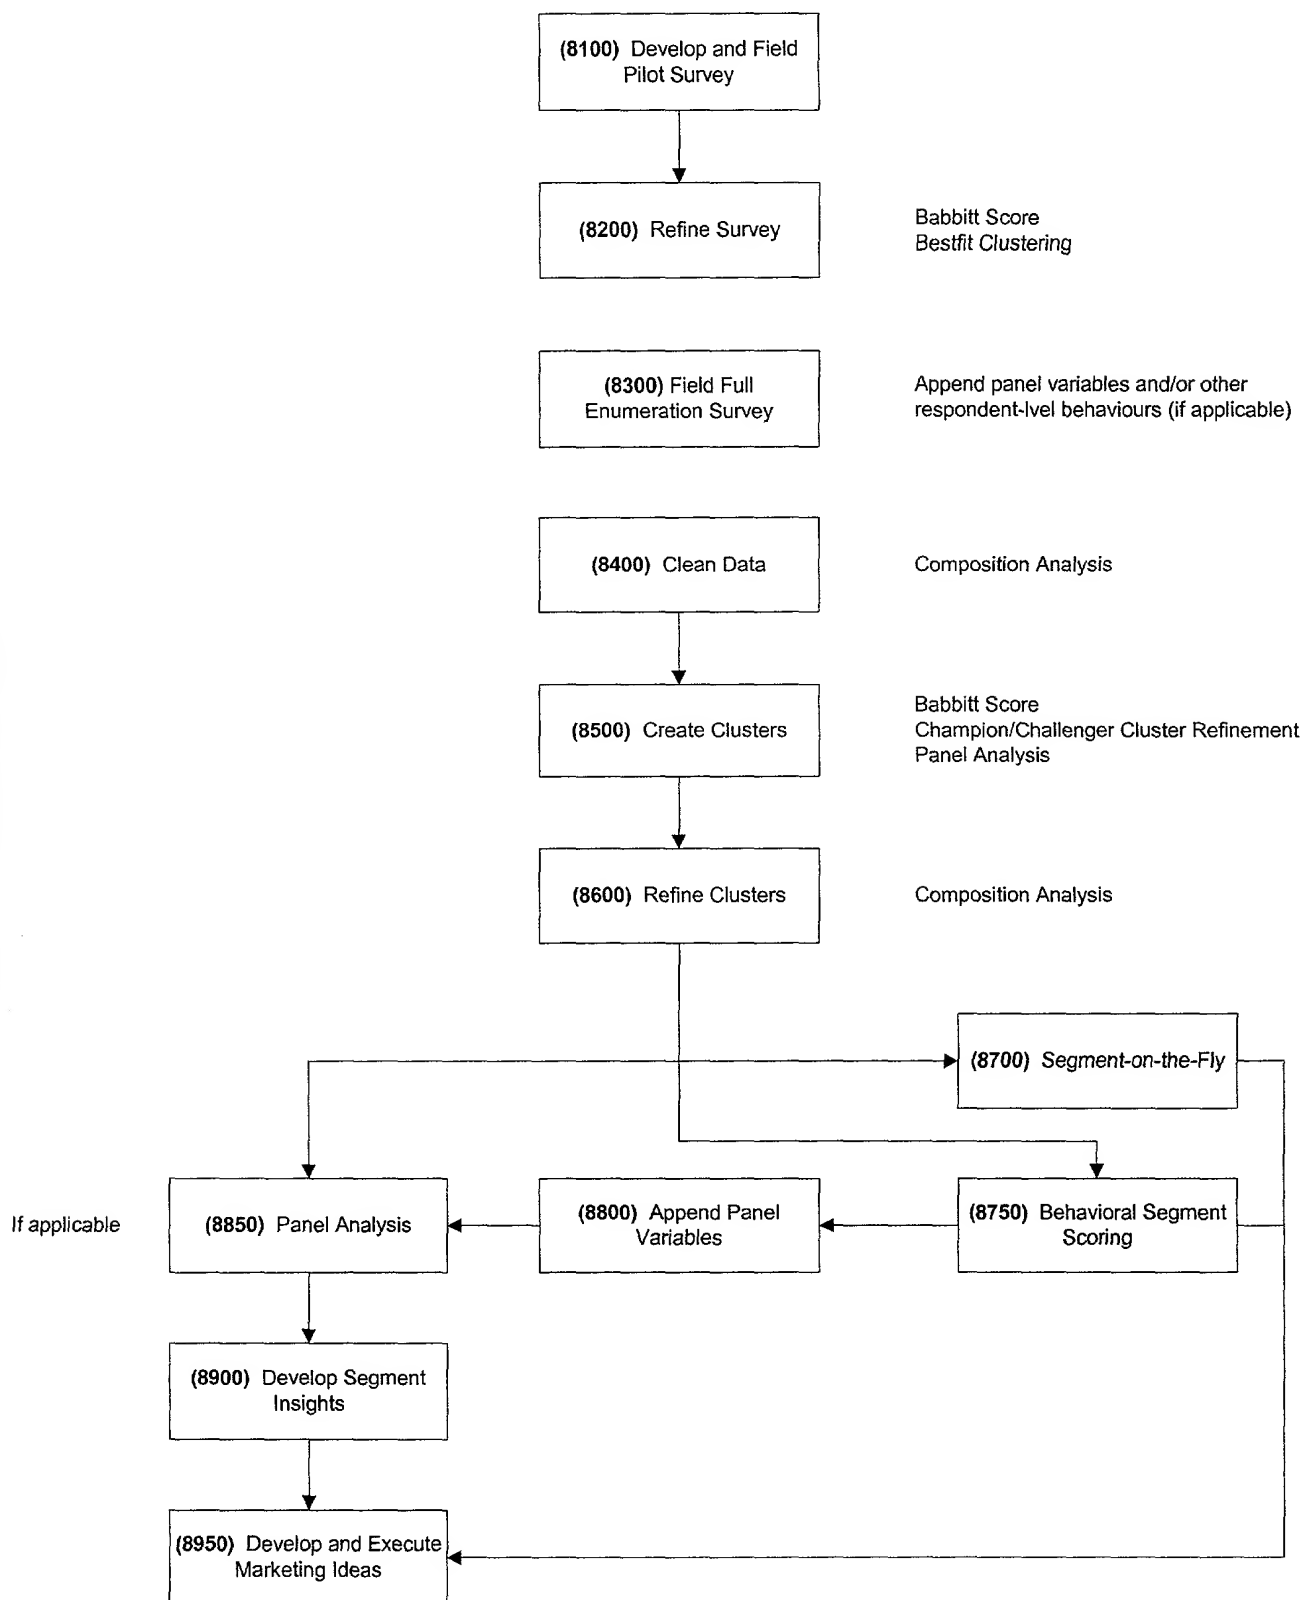 (8100) Develop and Field
Pilot Survey
(8200) Refine Survey
Babbitt Score
Bestfit Clustering
(8300) Field Full
Enumeration Survey
Append panel variables and/or other
respondent-lvel behaviours (if applicable)
(8400) Clean Data
Composition Analysis
(8500) Create Clusters
Babbitt Score
Champion/Challenger Cluster Refinement
Panel Analysis
(8600) Refine Clusters
Composition Analysis
(8700) Segment-on-the-Fly
If applicable
(8850) Panel Analysis
(8800) Append Panel
Variables
(8750) Behavioral Segment
Scoring
(8900) Develop Segment
Insights
(8950) Develop and Execute
Marketing Ideas